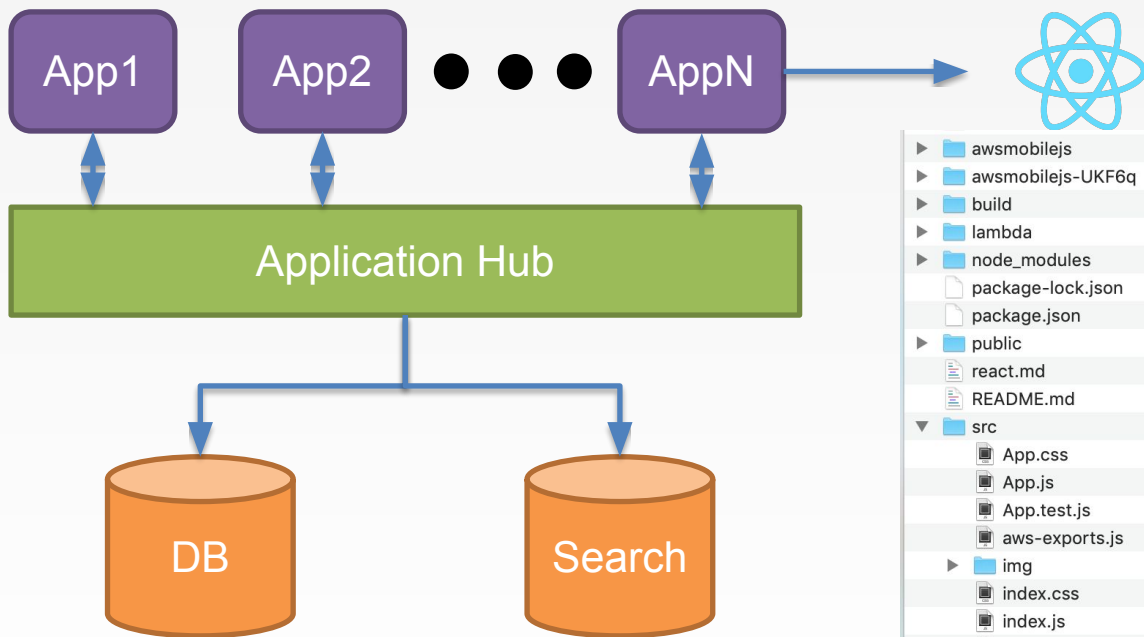 App1
App2
AppN
Application Hub
DB
Search
awsmobilejs
awsmobilejs-UKF6q
build
lambda
node_modules
package-lock.json
package.json
public
react.md
README.md
src
App.css
App.js
App.test.js
aws-exports.js
img
index.css
index.js